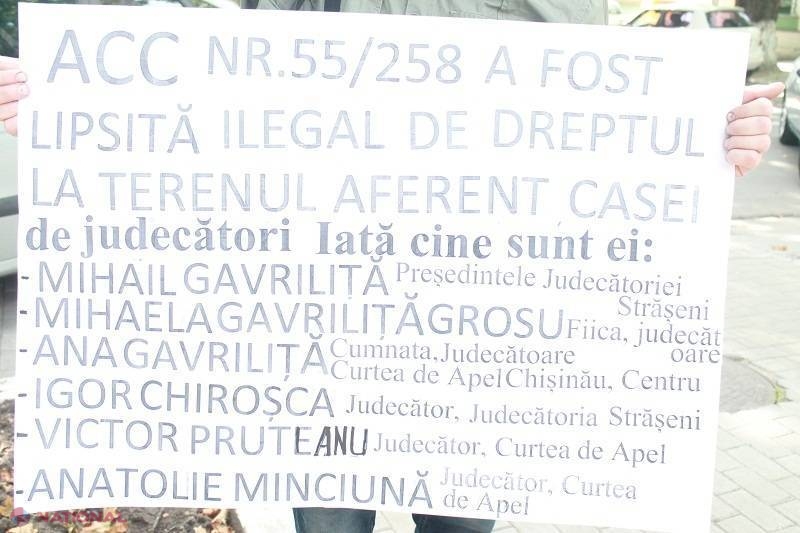 ACC NR.55/258 A FOST
LIPSITĂ ILEGAL DE DREPTUL
LA TERENUL AFERENT CASEI
de judecători Iată cine sunt ei:
-MIHAIL GAVRILIȚĂ Președintele Judecătoriei Strășeni
-MIHAELA GAVRILIȚĂ GROSU Fiica, judecătoare
-ANA GAVRILIȚĂ Cumnata, Judecătoare
Curtea de Apel Chișinău, Centru
-IGOR CHIROȘCA Judecător, Judecătoria Strășeni
-VICTOR PRUTEANU Judecător, Curtea de Apel
-ANATOLIE MINCIUNĂ Judecător, Curtea
de Apel